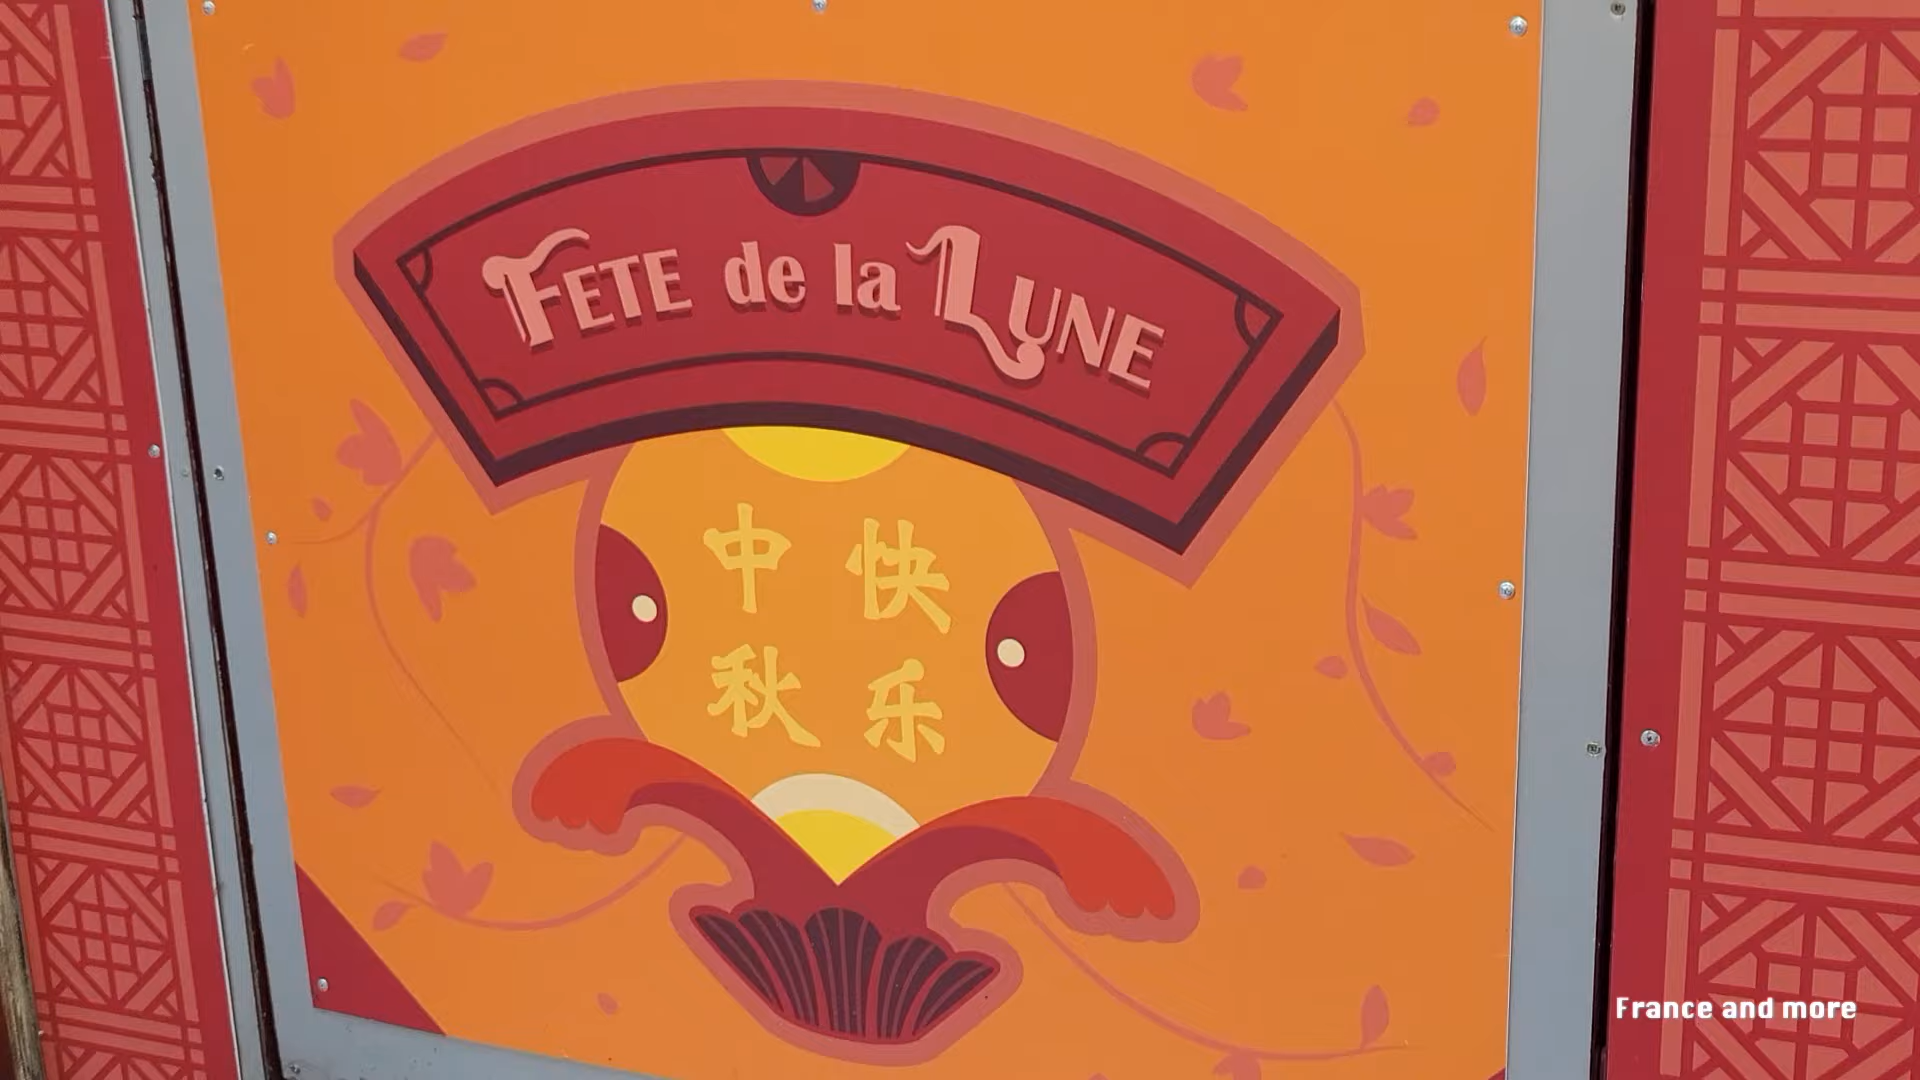 FETE de la LUNE
中 快
秋 乐
France and more